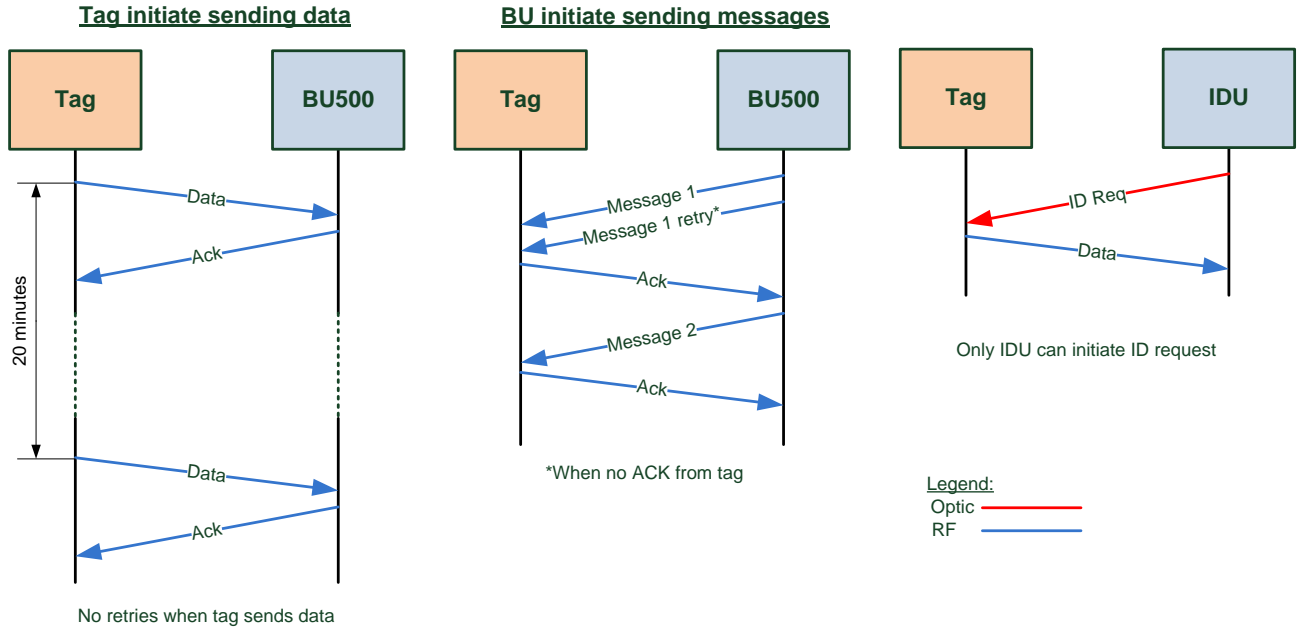 Tag initiate sending data
Tag
BU500
Data
Ack
20 minutes
Data
Ack
No retries when tag sends data
BU initiate sending messages
Tag
BU500
Message 1
Message 1 retry*
Ack
Message 2
Ack
*When no ACK from tag
Tag
IDU
ID Req
Data
Only IDU can initiate ID request
Legend:
Optic
RF